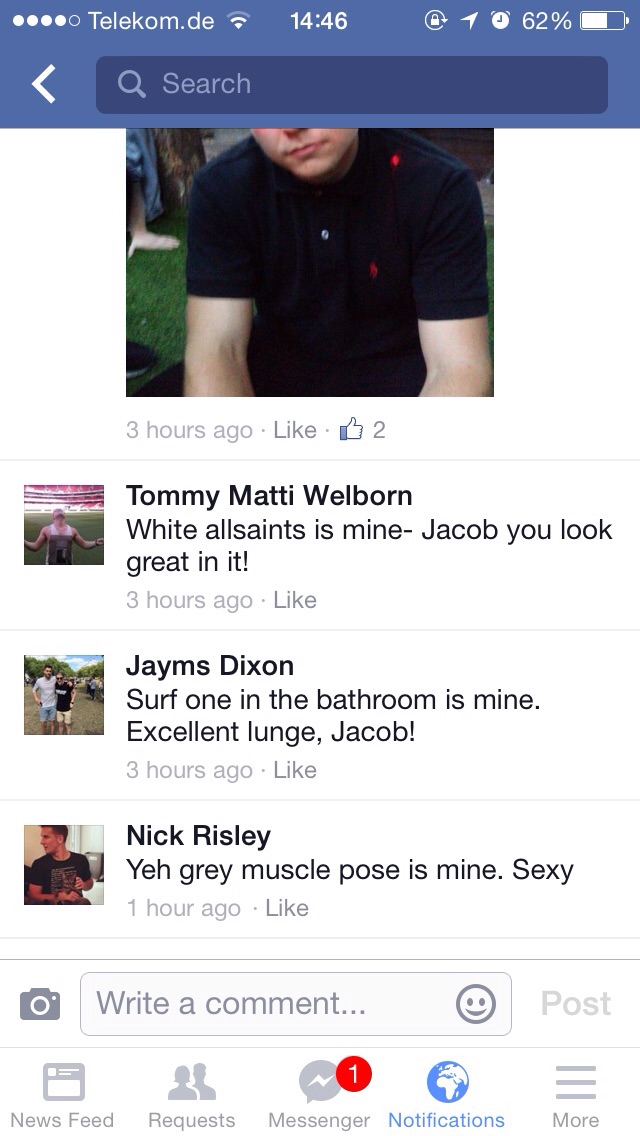 Telekom.de 14:46 62%
Search
3 hours ago · Like · 2
Tommy Matti Welborn
White allsaints is mine- Jacob you look
great in it!
3 hours ago · Like
Jayms Dixon
Surf one in the bathroom is mine.
Excellent lunge, Jacob!
3 hours ago · Like
Nick Risley
Yeh grey muscle pose is mine. Sexy
1 hour ago · Like
Write a comment... Post
1
News Feed Requests Messenger Notifications More